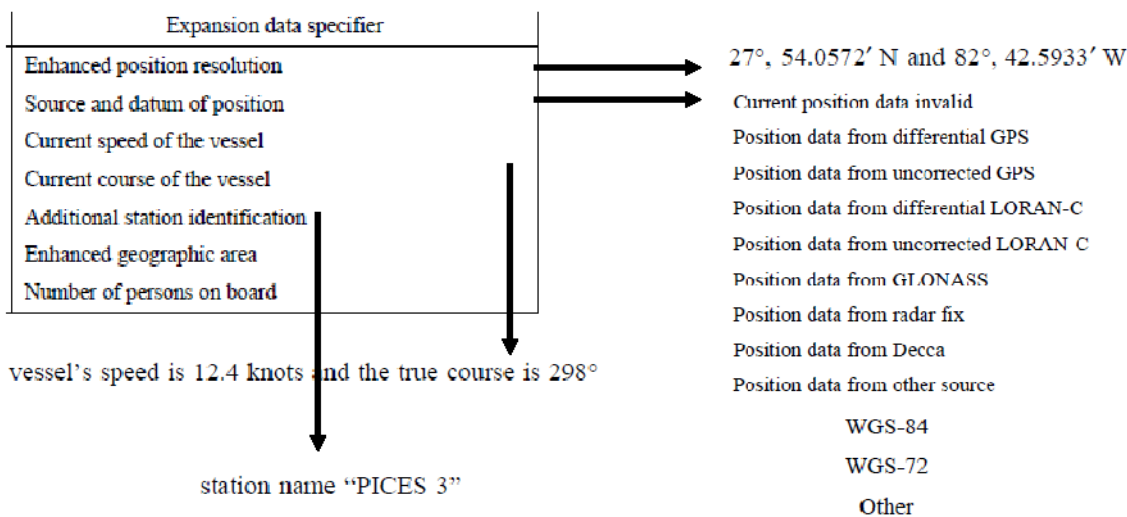 Expansion data specifier
Enhanced position resolution
Source and datum of position
Current speed of the vessel
Current course of the vessel
Additional station identification
Enhanced geographic area
Number of persons on board
27°, 54.0572′ N and 82°, 42.5933′ W
Current position data invalid
Position data from differential GPS
Position data from uncorrected GPS
Position data from differential LORAN-C
Position data from uncorrected LORAN-C
Position data from GLONASS
Position data from radar fix
Position data from Decca
Position data from other source
WGS-84
WGS-72
Other
vessel’s speed is 12.4 knots and the true course is 298°
station name “PICES 3”